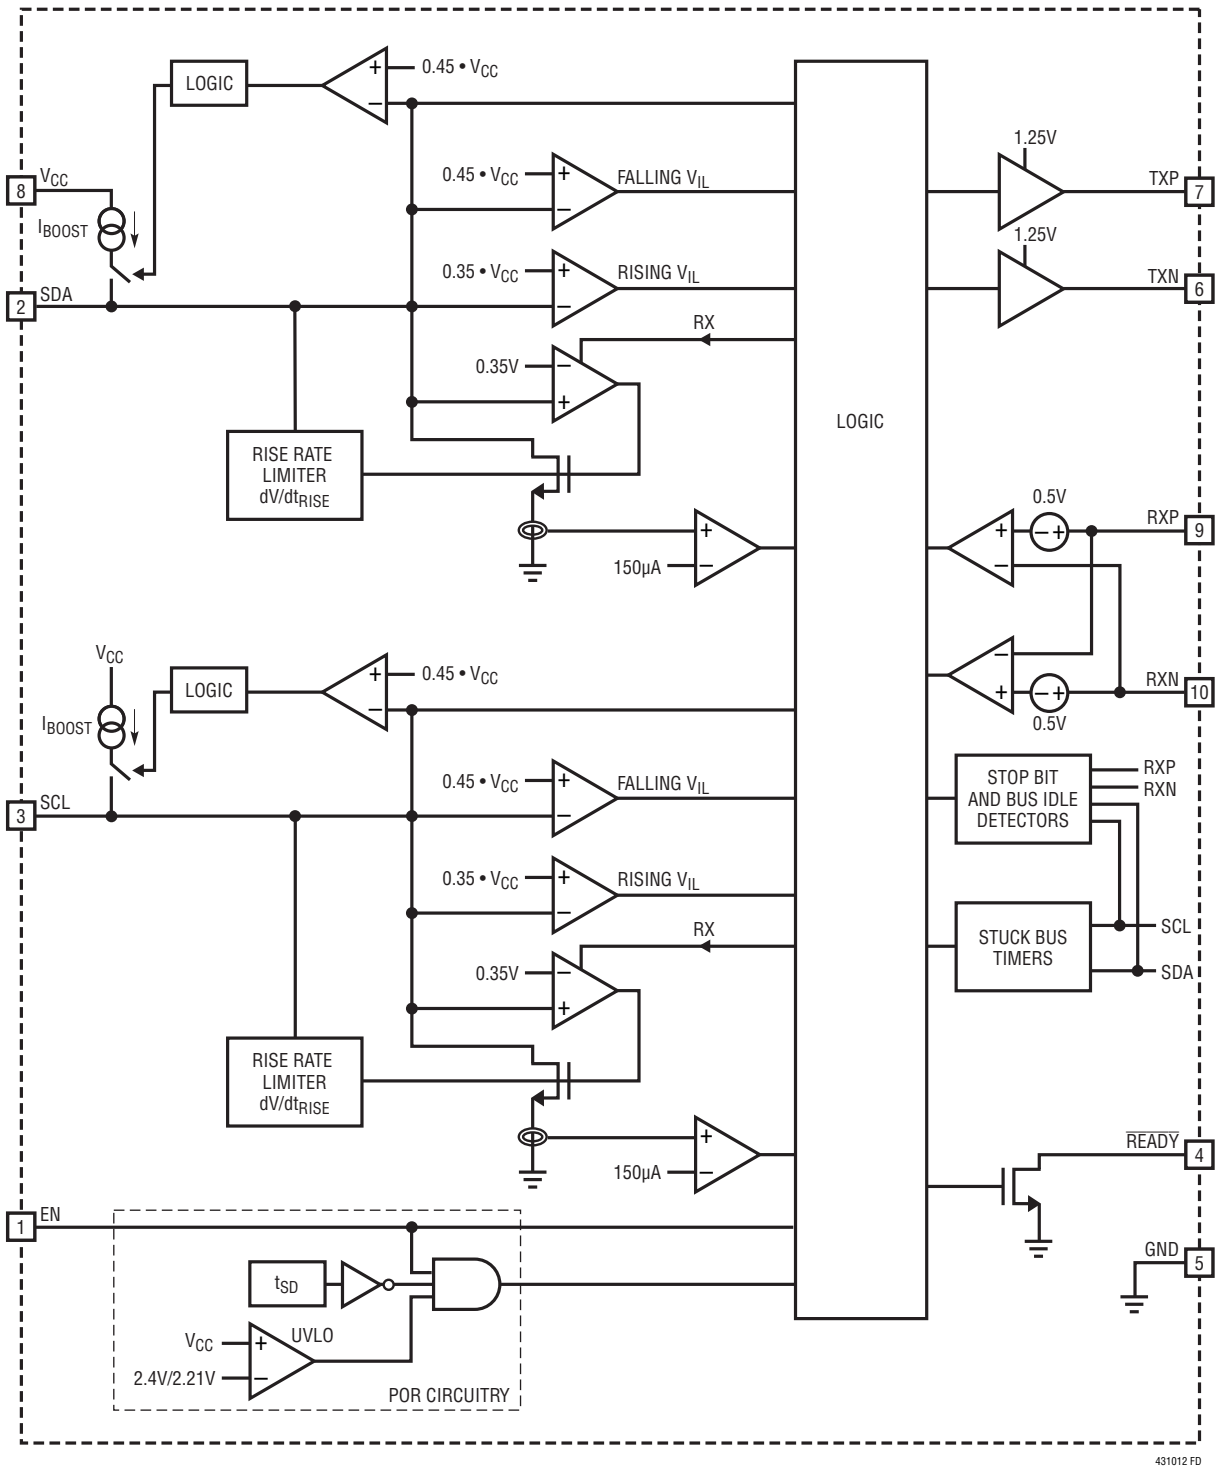 LOGIC
+
0.45 • VCC
−
8
VCC
IBOOST
2
SDA
0.45 • VCC
+
−
FALLING VIL
0.35 • VCC
+
−
RISING VIL
RX
0.35V
−
+
RISE RATE
LIMITER
dV/dtRISE
+
150µA
−
VCC
IBOOST
LOGIC
+
0.45 • VCC
−
3
SCL
0.45 • VCC
+
−
FALLING VIL
0.35 • VCC
+
−
RISING VIL
RX
0.35V
−
+
RISE RATE
LIMITER
dV/dtRISE
+
150µA
−
1
EN
tSD
UVLO
VCC
+
2.4V/2.21V
−
POR CIRCUITRY
LOGIC
1.25V
TXP
7
1.25V
TXN
6
0.5V
RXP
9
+
− +
−
−
+
− +
RXN
10
0.5V
STOP BIT
AND BUS IDLE
DETECTORS
RXP
RXN
STUCK BUS
TIMERS
SCL
SDA
READY
4
GND
5
431012 FD